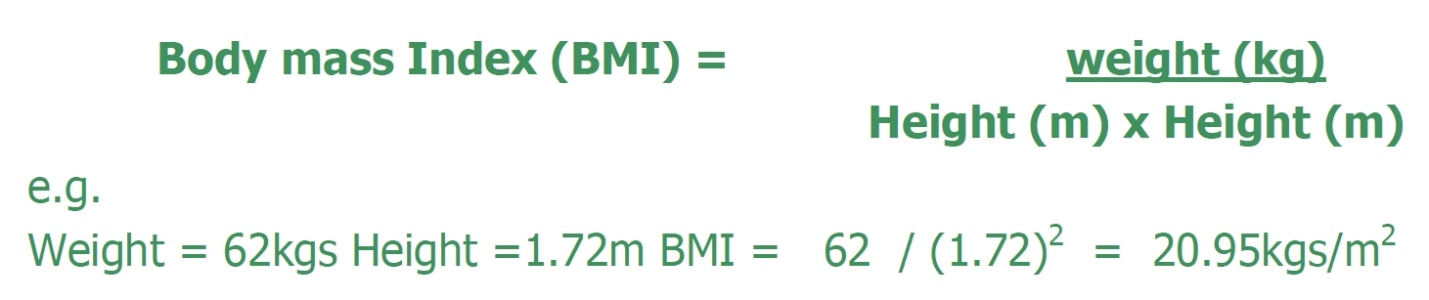 Body mass Index (BMI) = weight (kg)
Height (m) x Height (m)
e.g.
Weight = 62kgs Height =1.72m BMI = 62 / (1.72)² = 20.95kgs/m²